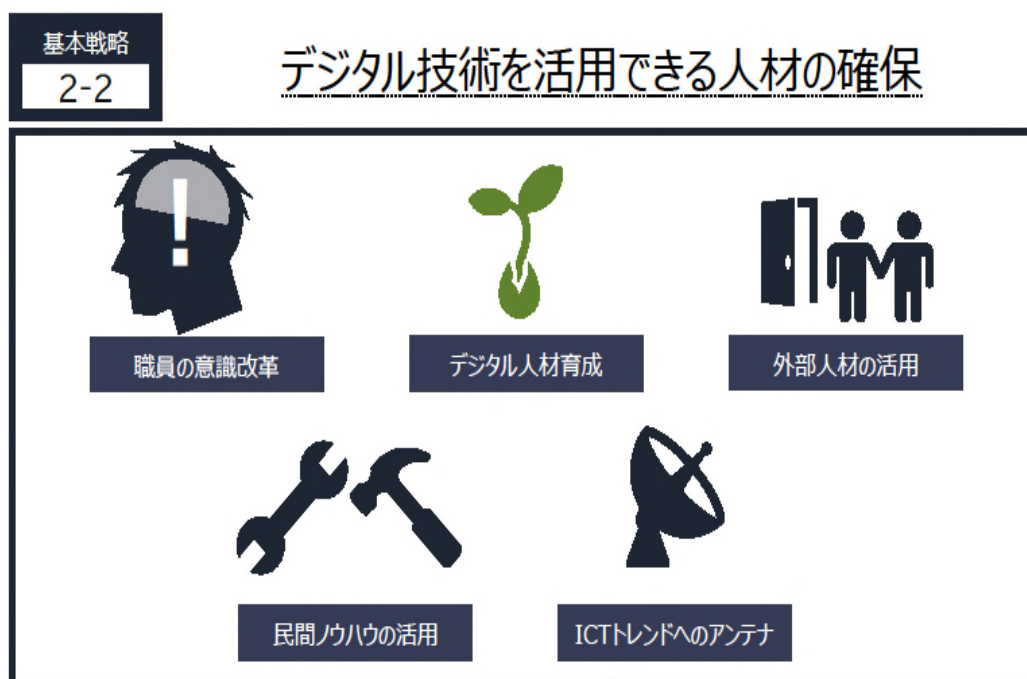 基本戦略
2-2
デジタル技術を活用できる人材の確保
!
職員の意識改革
デジタル人材育成
外部人材の活用
民間ノウハウの活用
ICTトレンドへのアンテナ